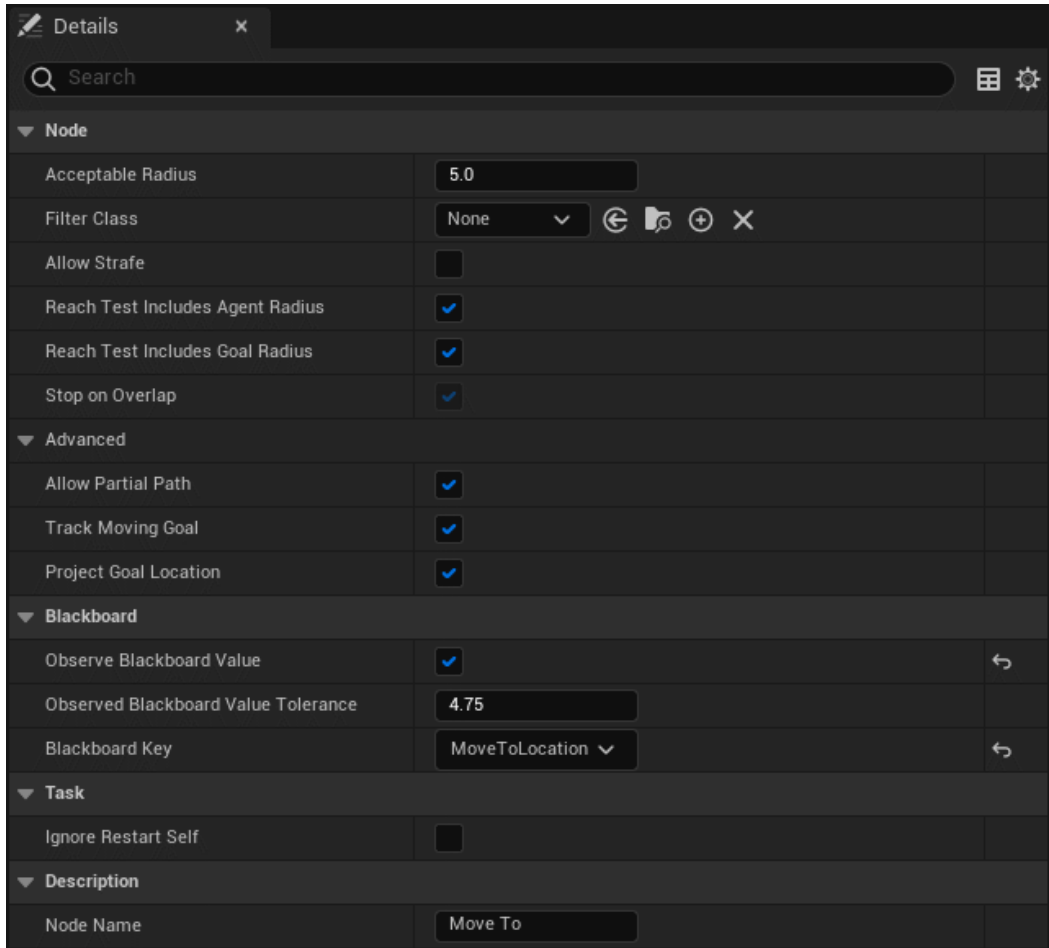 Details
Search
Node
Acceptable Radius 5.0
Filter Class None
Allow Strafe
Reach Test Includes Agent Radius
Reach Test Includes Goal Radius
Stop on Overlap
Advanced
Allow Partial Path
Track Moving Goal
Project Goal Location
Blackboard
Observe Blackboard Value
Observed Blackboard Value Tolerance 4.75
Blackboard Key MoveToLocation
Task
Ignore Restart Self
Description
Node Name Move To